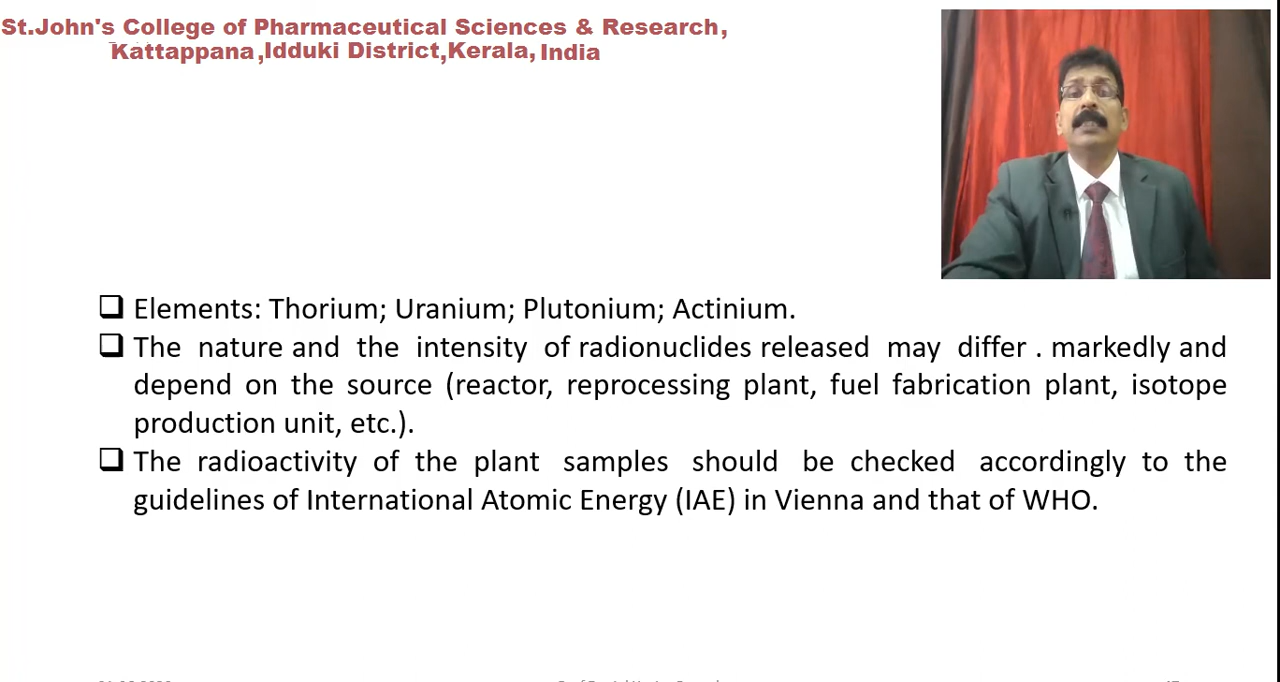 St.John's College of Pharmaceutical Sciences & Research,
Kattappana,Idduki District,Kerala, India
❑ Elements: Thorium; Uranium; Plutonium; Actinium.
❑ The nature and the intensity of radionuclides released may differ . markedly and
depend on the source (reactor, reprocessing plant, fuel fabrication plant, isotope
production unit, etc.).
❑ The radioactivity of the plant samples should be checked accordingly to the
guidelines of International Atomic Energy (IAE) in Vienna and that of WHO.